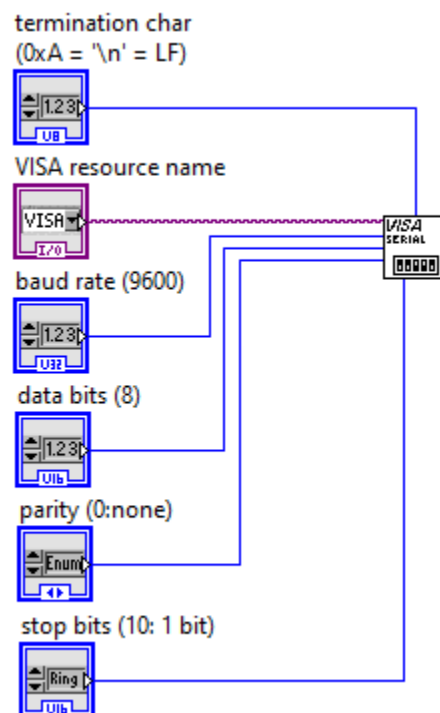 termination char
(0xA = '\n' = LF)
1.23
U8
VISA resource name
VISA
I/O
VISA
SERIAL
baud rate (9600)
1.23
U32
data bits (8)
1.23
U16
parity (0:none)
Enum
stop bits (10: 1 bit)
Ring
U16